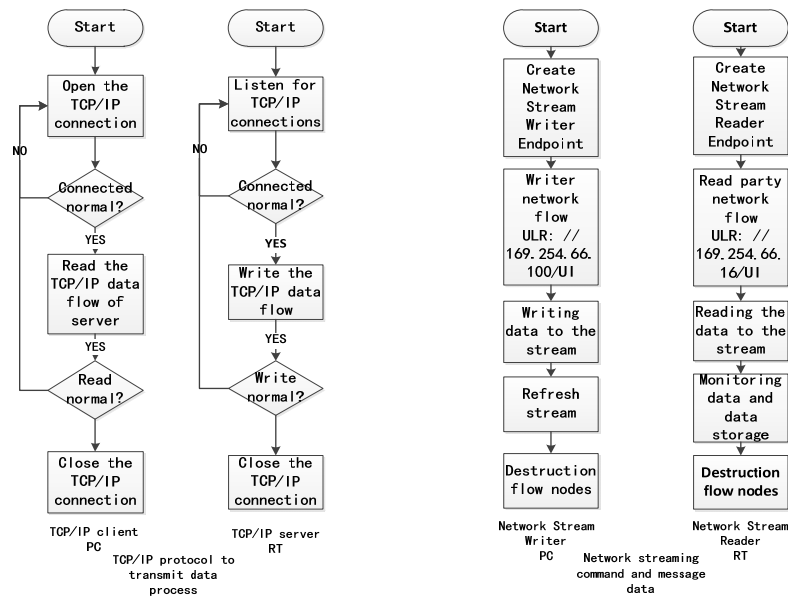 Start
Open the
TCP/IP
connection
NO
Connected
normal?
YES
Read the
TCP/IP data
flow of
server
YES
Read
normal?
Close the
TCP/IP
connection
TCP/IP client
PC
Start
Listen for
TCP/IP
connections
NO
Connected
normal?
YES
Write the
TCP/IP data
flow
YES
Write
normal?
Close the
TCP/IP
connection
TCP/IP server
RT
TCP/IP protocol to
transmit data
process
Start
Create
Network
Stream
Writer
Endpoint
Writer
network
flow
ULR: //
169.254.66.
100/UI
Writing
data to the
stream
Refresh
stream
Destruction
flow nodes
Network Stream
Writer
PC
Start
Create
Network
Stream
Reader
Endpoint
Read party
network
flow
ULR: //
169.254.66.
16/UI
Reading the
data to the
stream
Monitoring
data and
data
storage
Destruction
flow nodes
Network Stream
Reader
RT
Network streaming
command and message
data